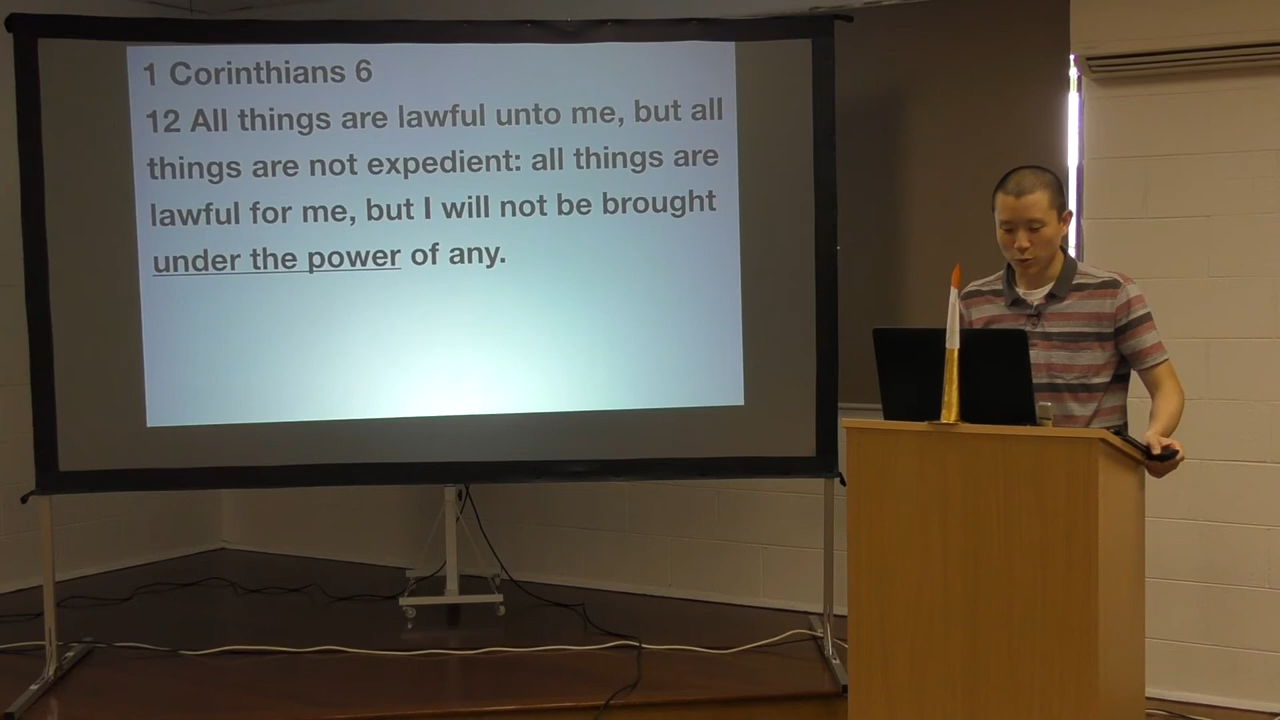 1 Corinthians 6
12 All things are lawful unto me, but all
things are not expedient: all things are
lawful for me, but I will not be brought
under the power of any.